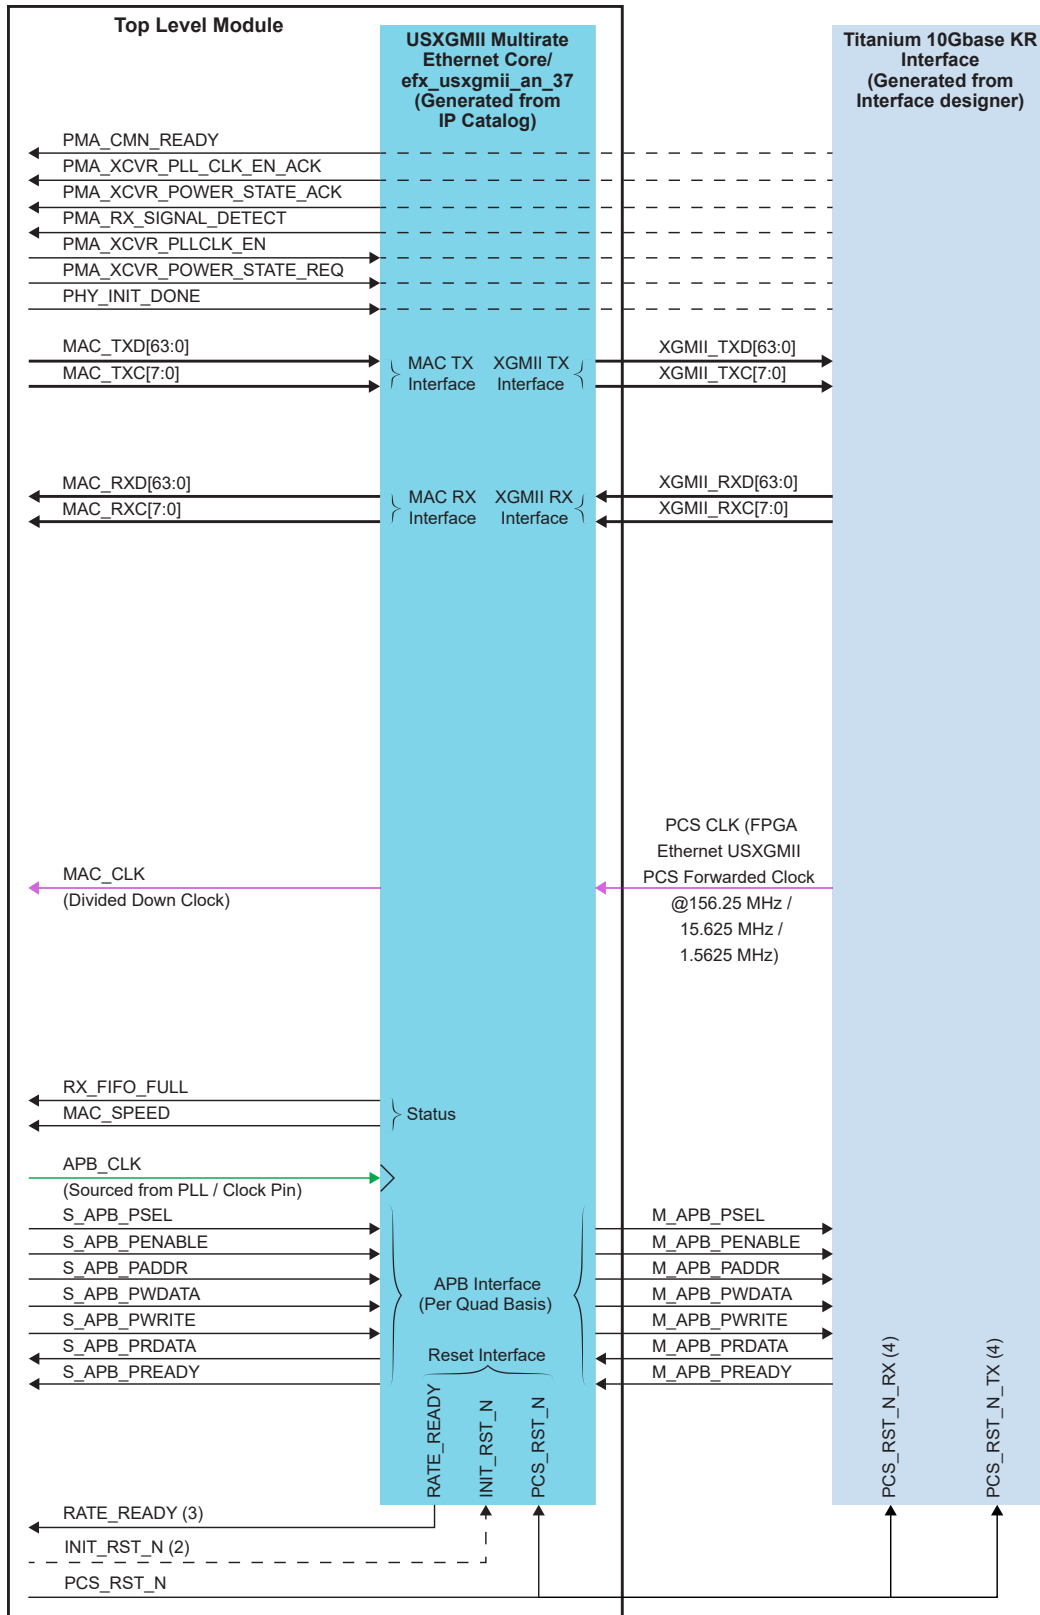 Top Level Module
USXGMII Multirate
Ethernet Core/
efx_usxgmii_an_37
(Generated from
IP Catalog)
Titanium 10Gbase KR
Interface
(Generated from
Interface designer)
PMA_CMN_READY
PMA_XCVR_PLL_CLK_EN_ACK
PMA_XCVR_POWER_STATE_ACK
PMA_RX_SIGNAL_DETECT
PMA_XCVR_PLLCLK_EN
PMA_XCVR_POWER_STATE_REQ
PHY_INIT_DONE
MAC_TXD[63:0]
MAC_TXC[7:0]
MAC TX
Interface
XGMII TX
Interface
XGMII_TXD[63:0]
XGMII_TXC[7:0]
MAC_RXD[63:0]
MAC_RXC[7:0]
MAC RX
Interface
XGMII RX
Interface
XGMII_RXD[63:0]
XGMII_RXC[7:0]
MAC_CLK
(Divided Down Clock)
PCS CLK (FPGA
Ethernet USXGMII
PCS Forwarded Clock
@156.25 MHz /
15.625 MHz /
1.5625 MHz)
RX_FIFO_FULL
MAC_SPEED
Status
APB_CLK
(Sourced from PLL / Clock Pin)
S_APB_PSEL
S_APB_PENABLE
S_APB_PADDR
S_APB_PWDATA
S_APB_PWRITE
S_APB_PRDATA
S_APB_PREADY
APB Interface
(Per Quad Basis)
M_APB_PSEL
M_APB_PENABLE
M_APB_PADDR
M_APB_PWDATA
M_APB_PWRITE
M_APB_PRDATA
M_APB_PREADY
Reset Interface
RATE_READY
INIT_RST_N
PCS_RST_N
PCS_RST_N_RX (4)
PCS_RST_N_TX (4)
RATE_READY (3)
INIT_RST_N (2)
PCS_RST_N